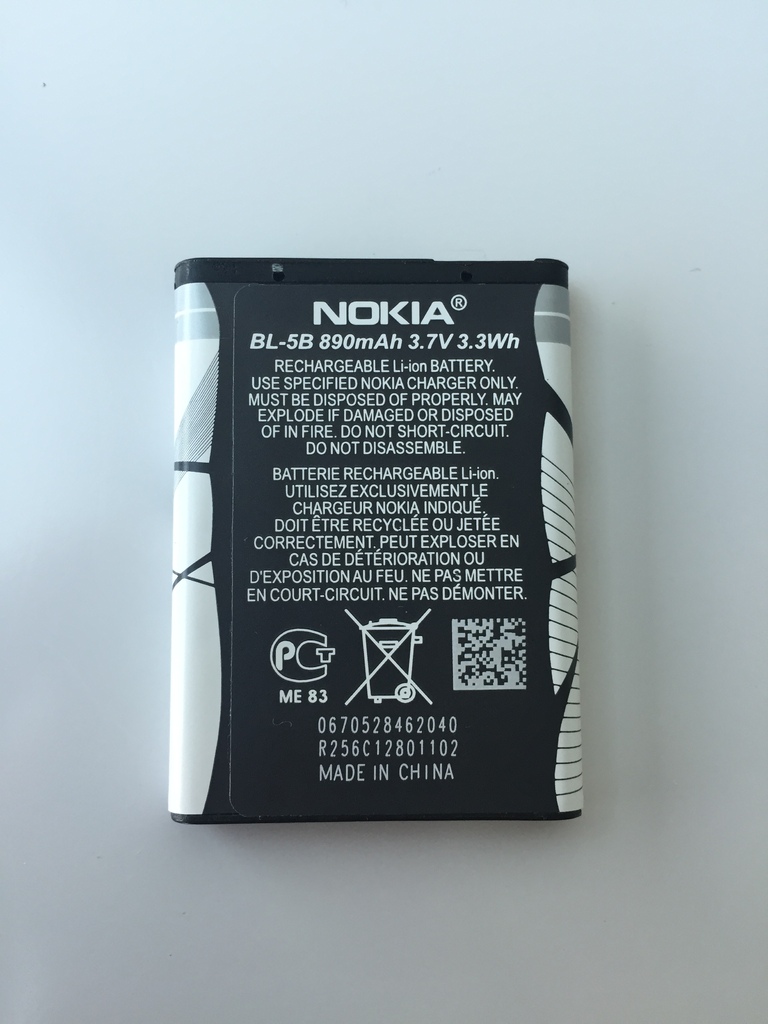 NOKIA®
BL-5B 890mAh 3.7V 3.3Wh
RECHARGEABLE Li-ion BATTERY.
USE SPECIFIED NOKIA CHARGER ONLY.
MUST BE DISPOSED OF PROPERLY. MAY
EXPLODE IF DAMAGED OR DISPOSED
OF IN FIRE. DO NOT SHORT-CIRCUIT.
DO NOT DISASSEMBLE.
BATTERIE RECHARGEABLE Li-ion.
UTILISEZ EXCLUSIVEMENT LE
CHARGEUR NOKIA INDIQUÉ.
DOIT ÊTRE RECYCLÉE OU JETÉE
CORRECTEMENT. PEUT EXPLOSER EN
CAS DE DÉTÉRIORATION OU
D'EXPOSITION AU FEU. NE PAS METTRE
EN COURT-CIRCUIT. NE PAS DÉMONTER.
РСТ
ME 83
0670528462040
R256C12801102
MADE IN CHINA